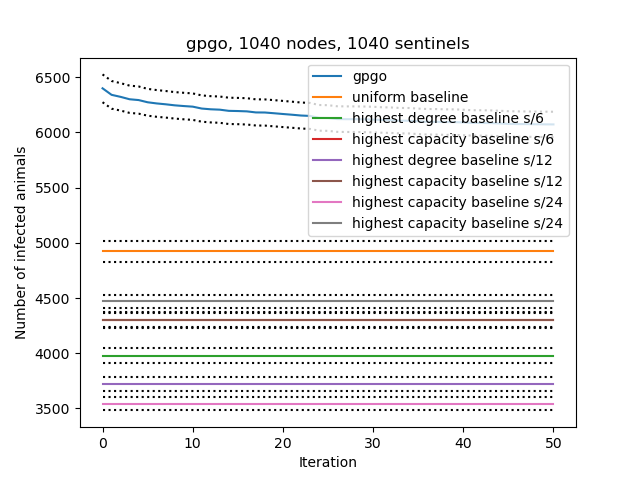 gpgo, 1040 nodes, 1040 sentinels
Number of infected animals
6500
6000
5500
5000
4500
4000
3500
gpgo
uniform baseline
highest degree baseline s/6
highest capacity baseline s/6
highest degree baseline s/12
highest capacity baseline s/12
highest capacity baseline s/24
highest capacity baseline s/24
0 10 20 30 40 50
Iteration